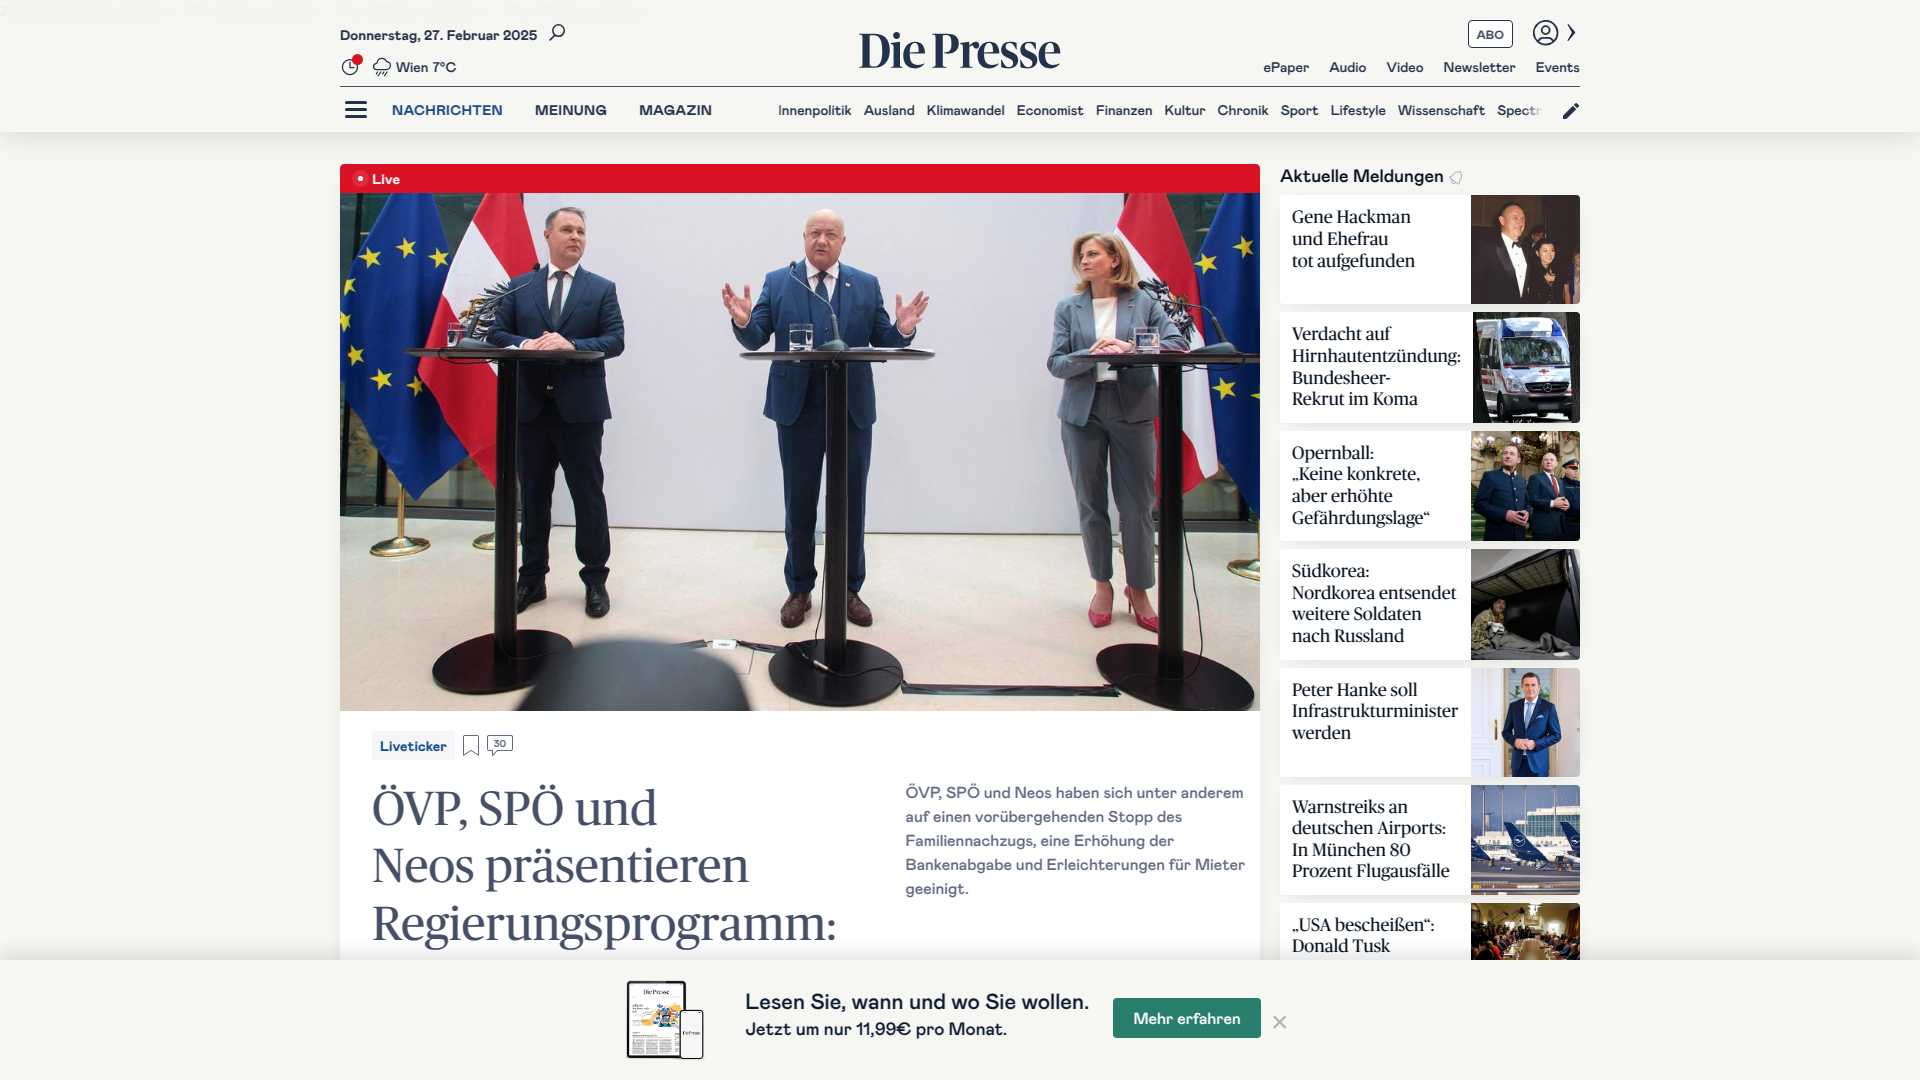 Donnerstag, 27. Februar 2025
Wien 7°C
Die Presse
ABO
ePaper Audio Video Newsletter Events
NACHRICHTEN MEINUNG MAGAZIN
Innenpolitik Ausland Klimawandel Economist Finanzen Kultur Chronik Sport Lifestyle Wissenschaft Spectr
Live
Liveticker
30
ÖVP, SPÖ und
Neos präsentieren
Regierungsprogramm:
ÖVP, SPÖ und Neos haben sich unter anderem
auf einen vorübergehenden Stopp des
Familiennachzugs, eine Erhöhung der
Bankenabgabe und Erleichterungen für Mieter
geeinigt.
Aktuelle Meldungen
Gene Hackman
und Ehefrau
tot aufgefunden
Verdacht auf
Hirnhautentzündung:
Bundesheer-
Rekrut im Koma
Opernball:
„Keine konkrete,
aber erhöhte
Gefährdungslage“
Südkorea:
Nordkorea entsendet
weitere Soldaten
nach Russland
Peter Hanke soll
Infrastrukturminister
werden
Warnstreiks an
deutschen Airports:
In München 80
Prozent Flugausfälle
„USA bescheißen“:
Donald Tusk
Die Presse
Die Presse
Lesen Sie, wann und wo Sie wollen.
Jetzt um nur 11,99€ pro Monat.
Mehr erfahren